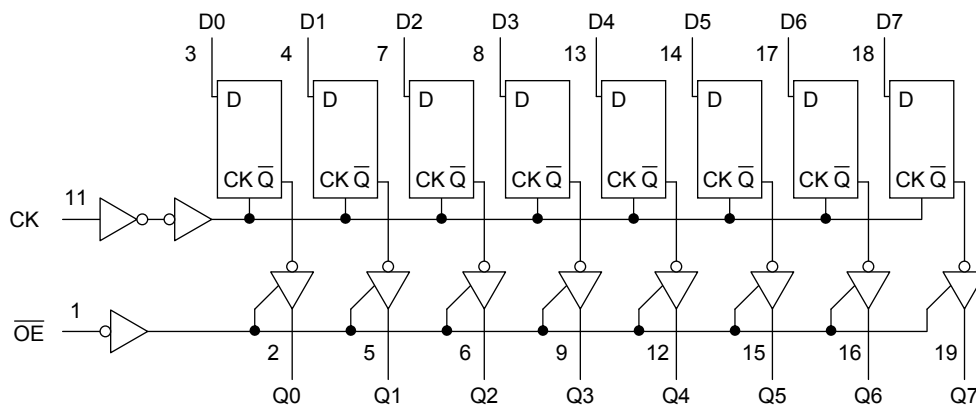 D0 D1 D2 D3 D4 D5 D6 D7
3 4 7 8 13 14 17 18
D D D D D D D D
CK Q̅ CK Q̅ CK Q̅ CK Q̅ CK Q̅ CK Q̅ CK Q̅ CK Q̅
11
CK
1
O̅E̅
2 5 6 9 12 15 16 19
Q0 Q1 Q2 Q3 Q4 Q5 Q6 Q7